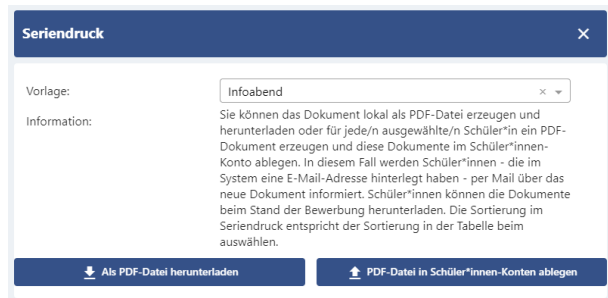 Seriendruck
Vorlage:
Infoabend
Information:
Sie können das Dokument lokal als PDF-Datei erzeugen und
herunterladen oder für jede/n ausgewählte/n Schüler*in ein PDF-
Dokument erzeugen und diese Dokumente im Schüler*innen-
Konto ablegen. In diesem Fall werden Schüler*innen - die im
System eine E-Mail-Adresse hinterlegt haben - per Mail über das
neue Dokument informiert. Schüler*innen können die Dokumente
beim Stand der Bewerbung herunterladen. Die Sortierung im
Seriendruck entspricht der Sortierung in der Tabelle beim
auswählen.
Als PDF-Datei herunterladen
PDF-Datei in Schüler*innen-Konten ablegen